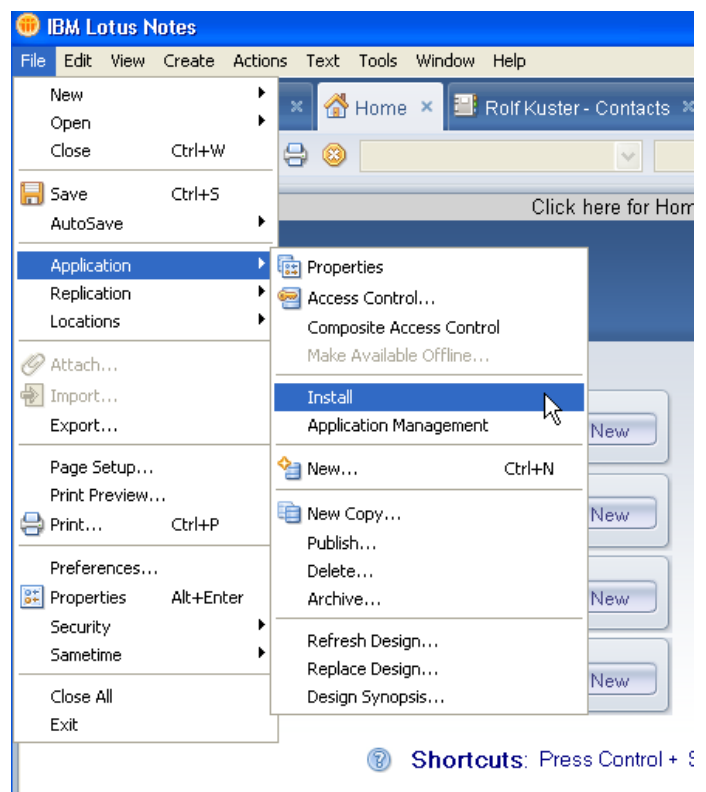 IBM Lotus Notes
File Edit View Create Actions Text Tools Window Help
Home Rolf Kuster - Contacts
Click here for Hom
New
Open
Close Ctrl+W
Save Ctrl+S
AutoSave
Application
Replication
Locations
Attach...
Import...
Export...
Page Setup...
Print Preview...
Print... Ctrl+P
Preferences...
Properties Alt+Enter
Security
Sametime
Close All
Exit
Properties
Access Control...
Composite Access Control
Make Available Offline...
Install
Application Management
New... Ctrl+N
New Copy...
Publish...
Delete...
Archive...
Refresh Design...
Replace Design...
Design Synopsis...
New
New
New
New
Shortcuts: Press Control + S